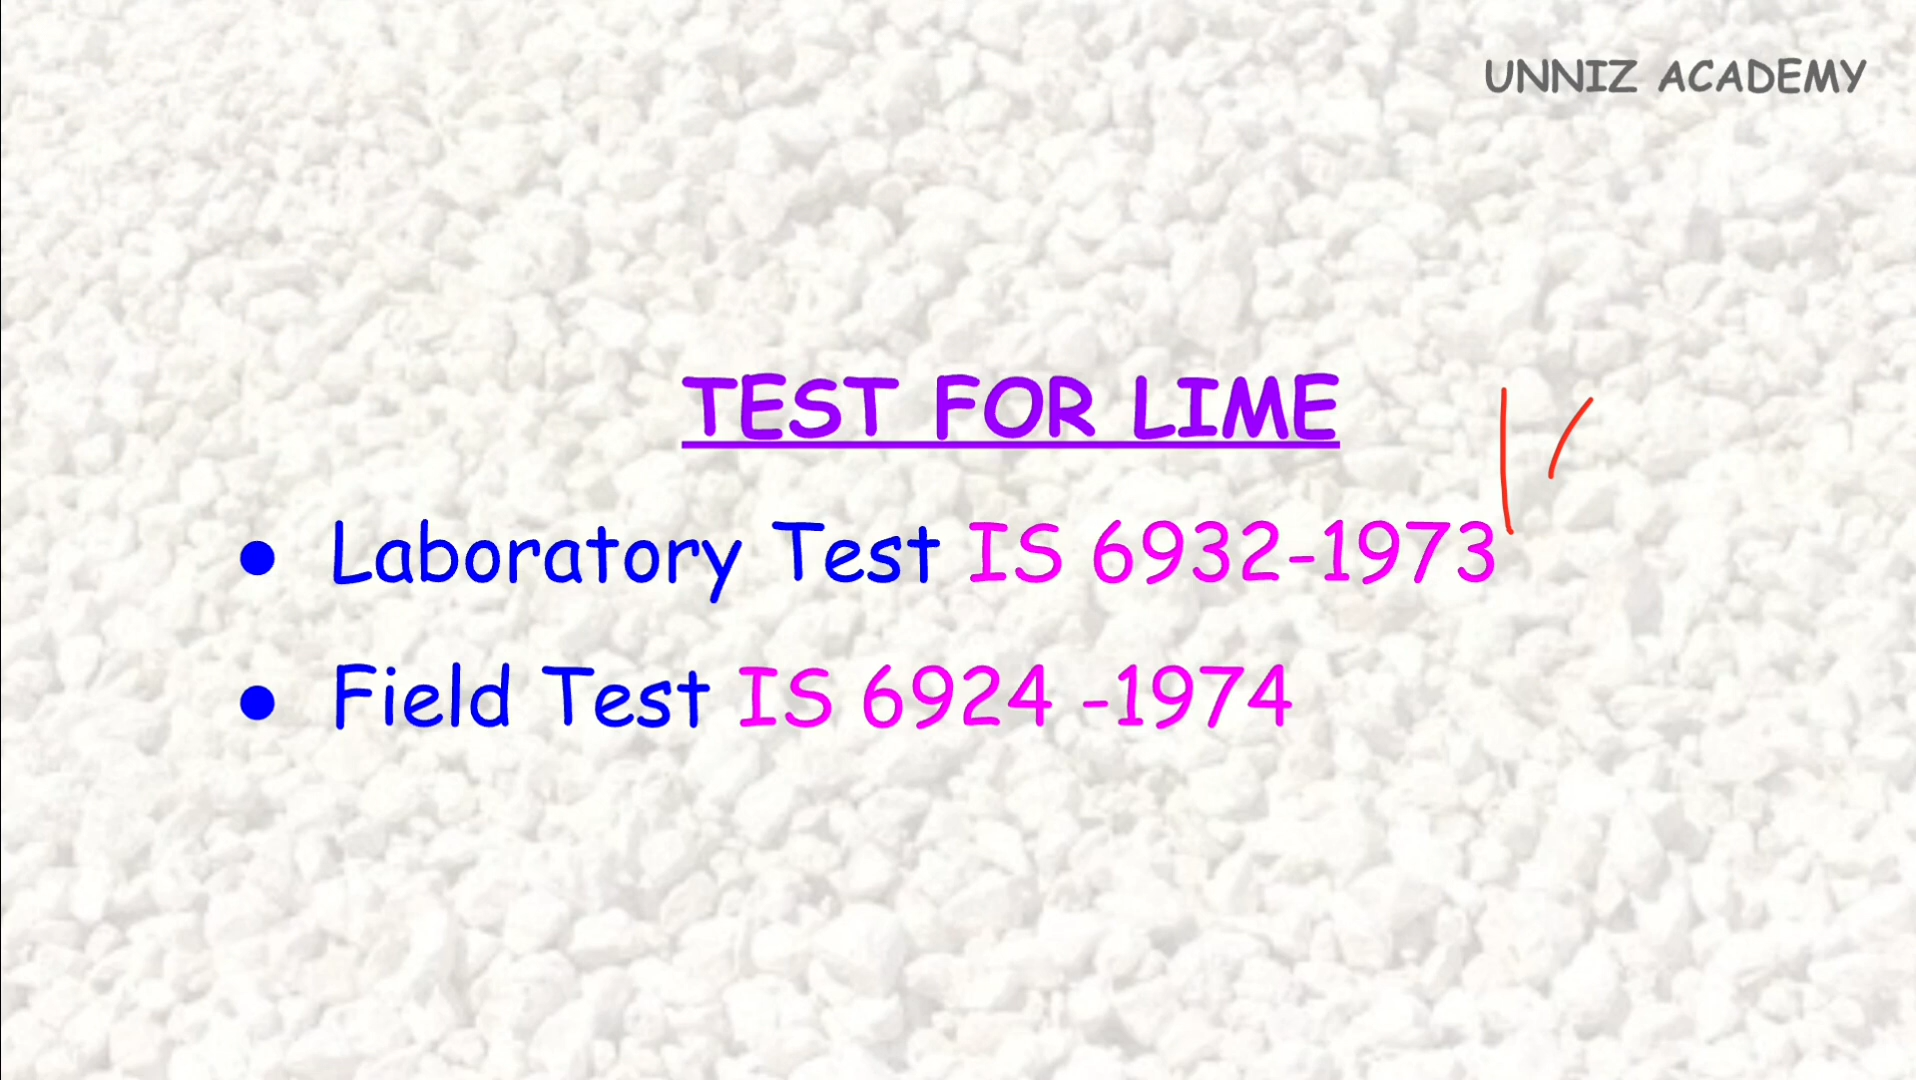 UNNIZ ACADEMY
TEST FOR LIME
● Laboratory Test IS 6932-1973
● Field Test IS 6924 -1974